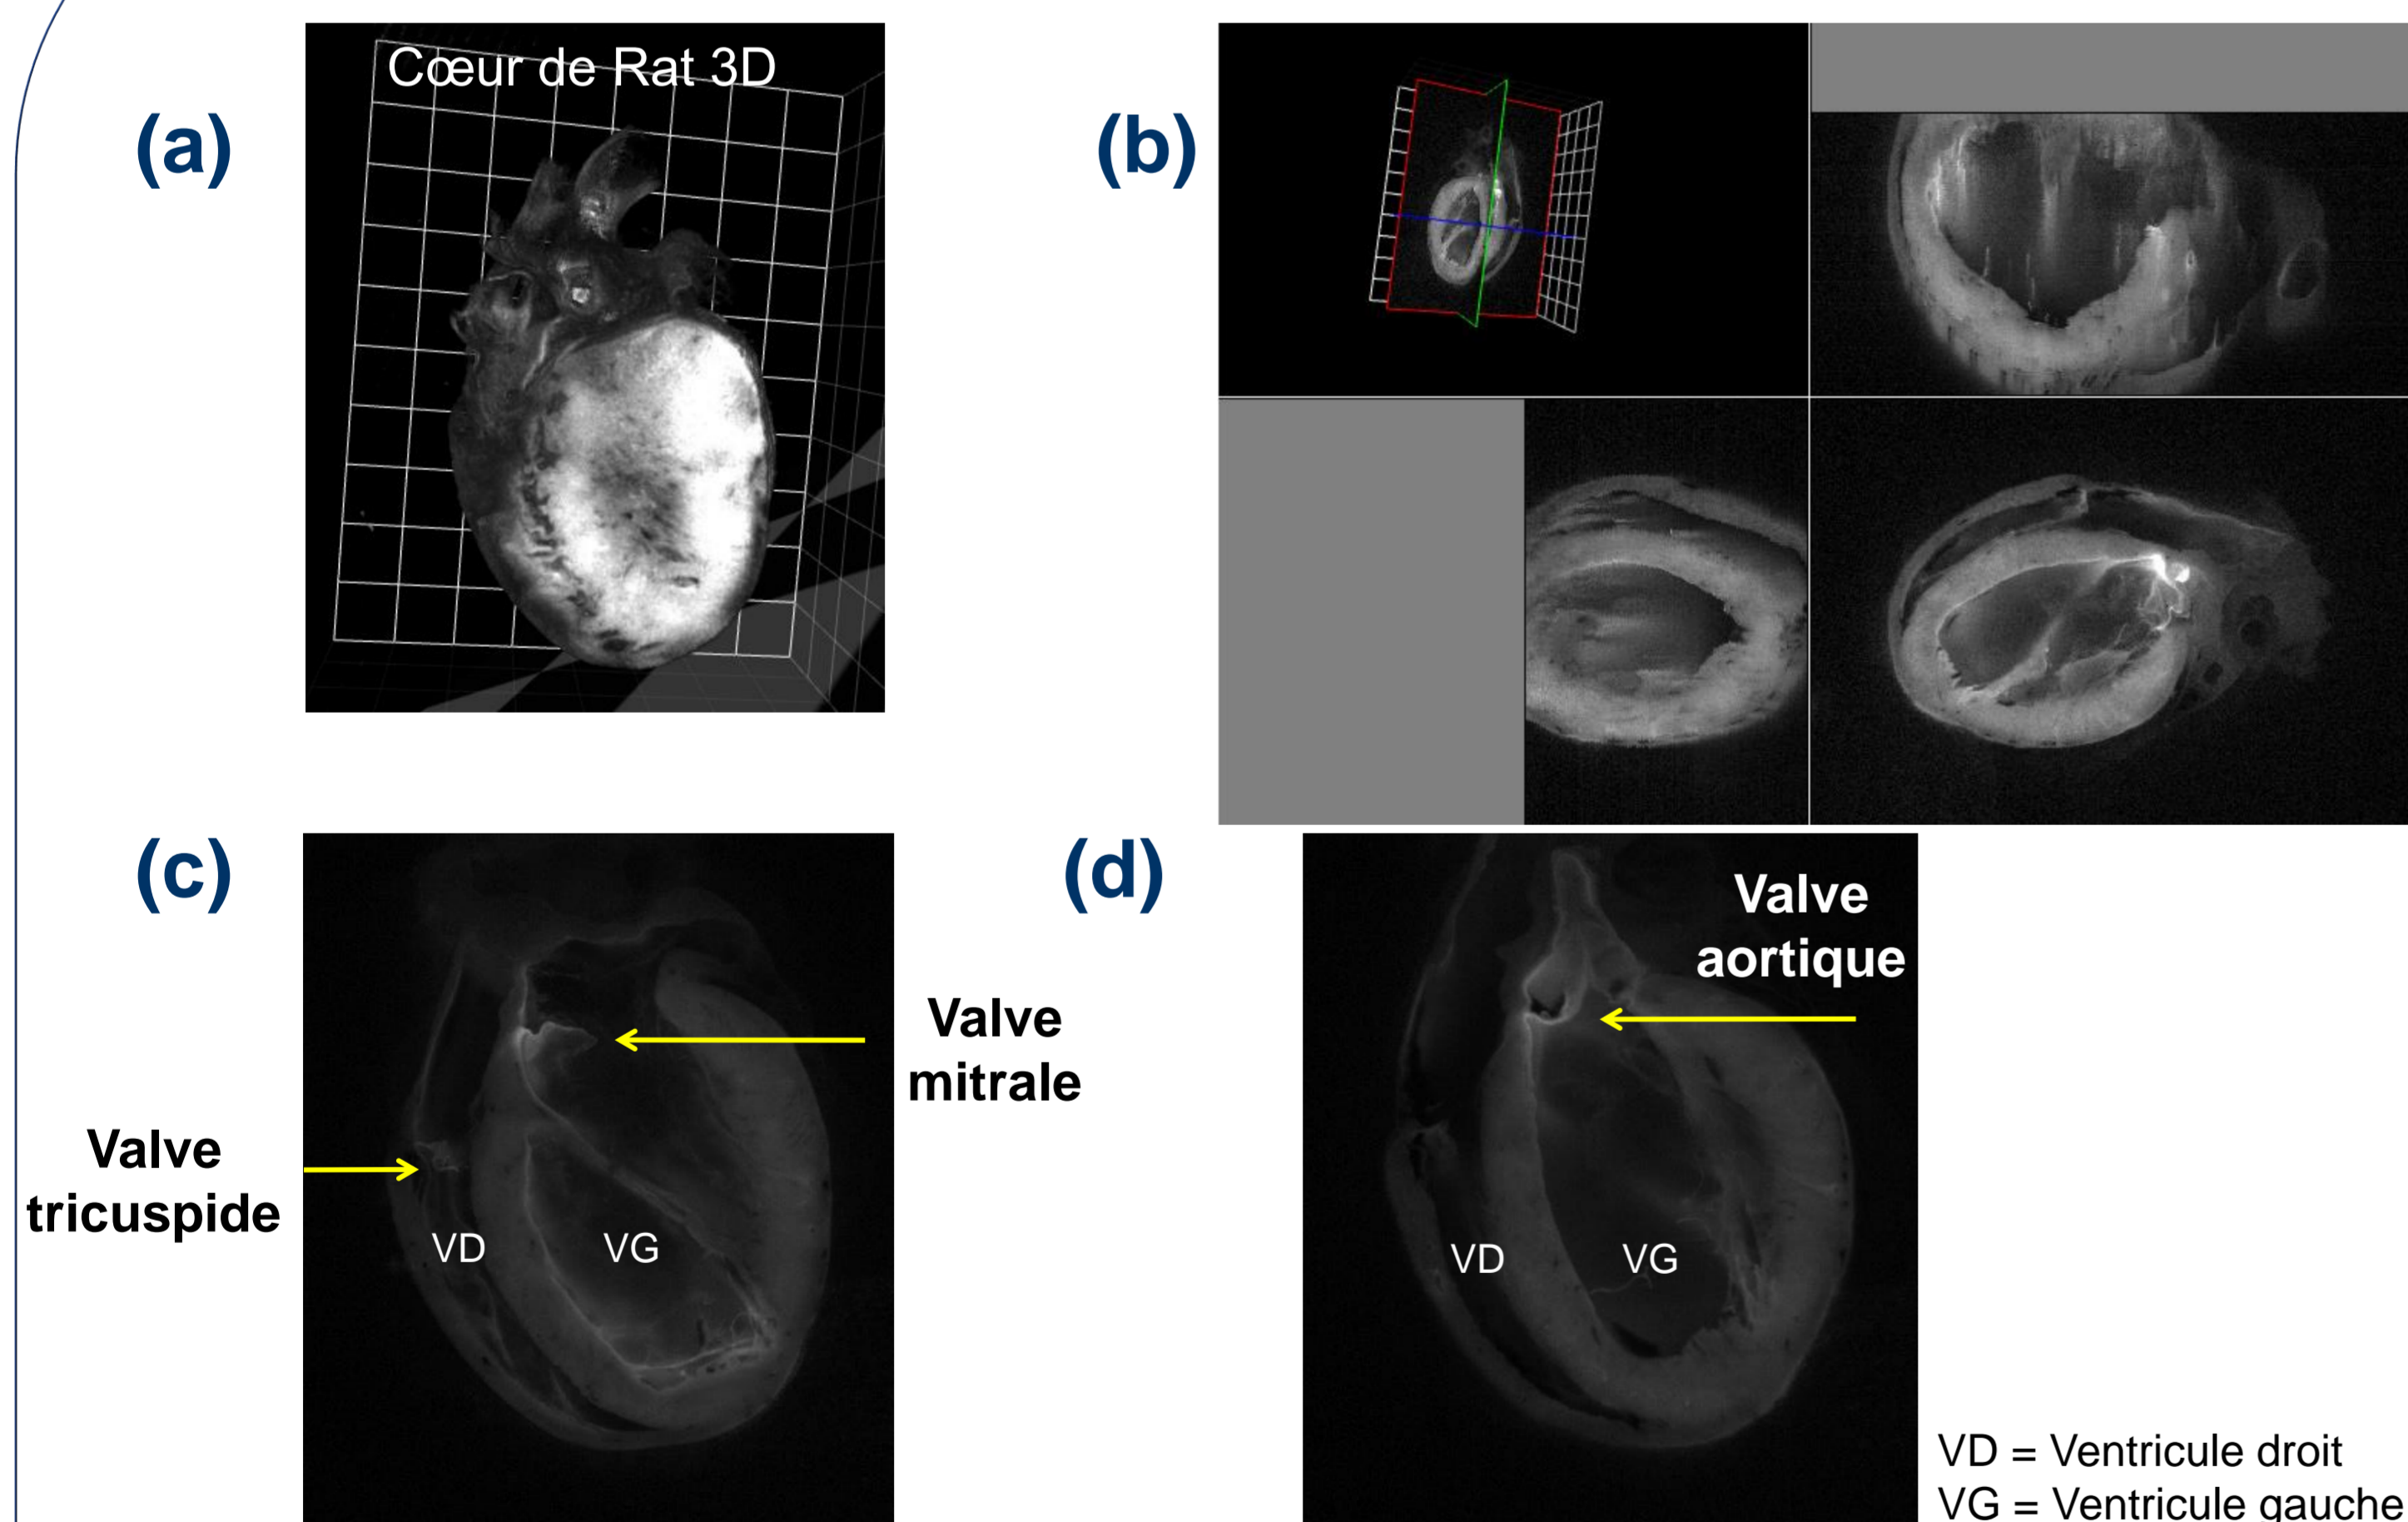 Cœur de Rat 3D
(a)
(b)
(c)
(d)
Valve
mitrale
Valve
tricuspide
VD
VG
Valve
aortique
VD
VG
VD = Ventricule droit
VG = Ventricule gauche